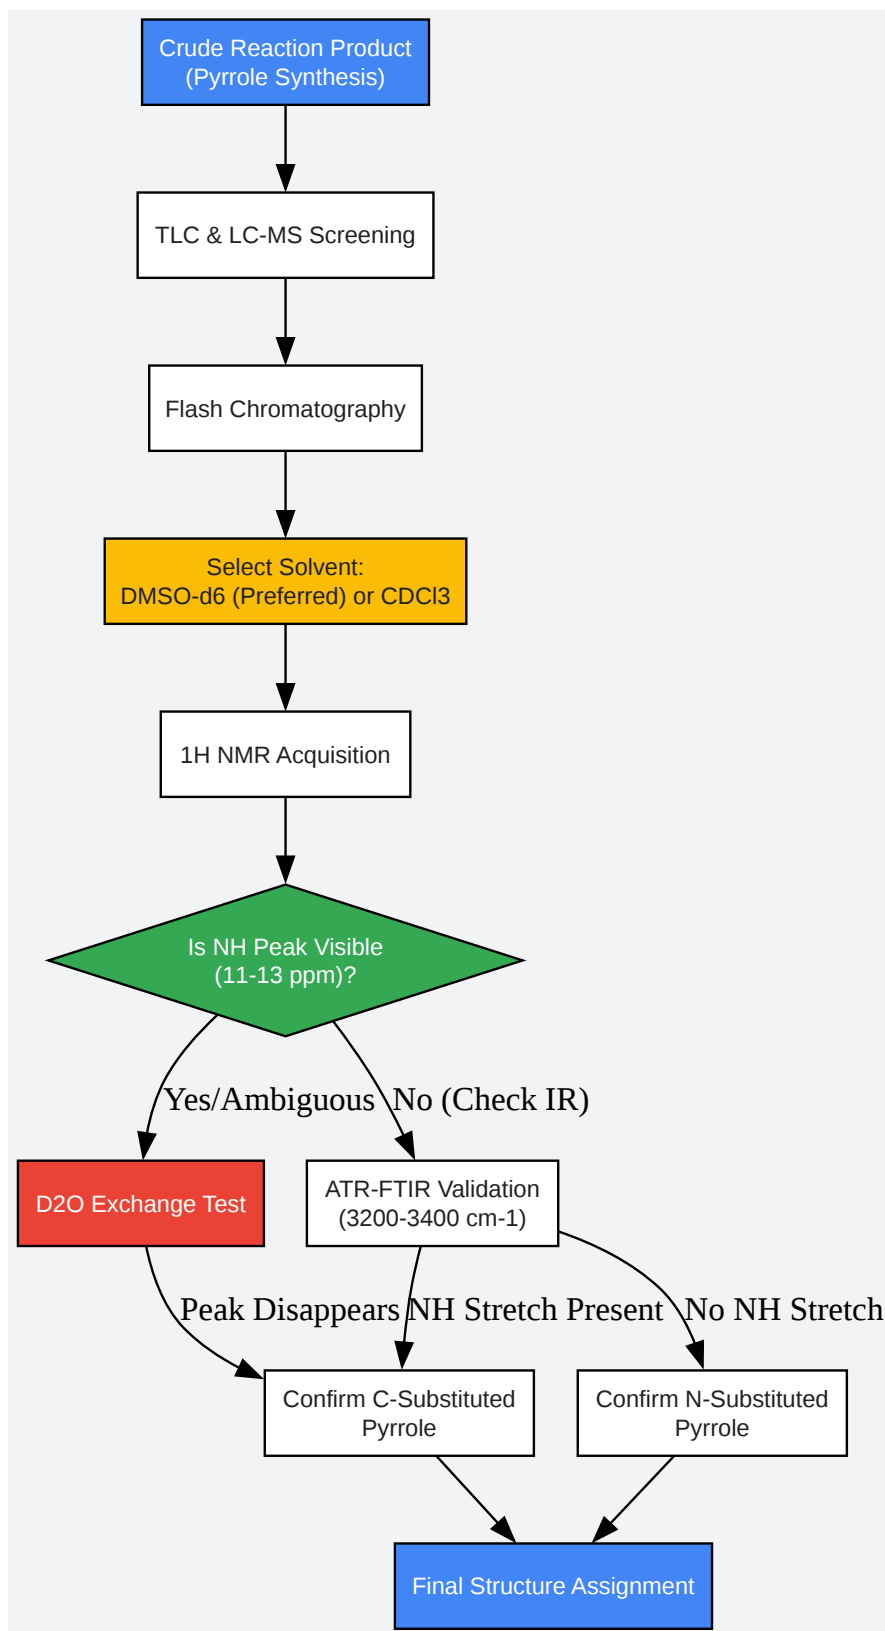 Crude Reaction Product
(Pyrrole Synthesis)
TLC & LC-MS Screening
Flash Chromatography
Select Solvent:
DMSO-d6 (Preferred) or CDCl3
1H NMR Acquisition
Is NH Peak Visible
(11-13 ppm)?
Yes/Ambiguous
No (Check IR)
D2O Exchange Test
ATR-FTIR Validation
(3200-3400 cm-1)
Peak Disappears
NH Stretch Present
No NH Stretch
Confirm C-Substituted
Pyrrole
Confirm N-Substituted
Pyrrole
Final Structure Assignment